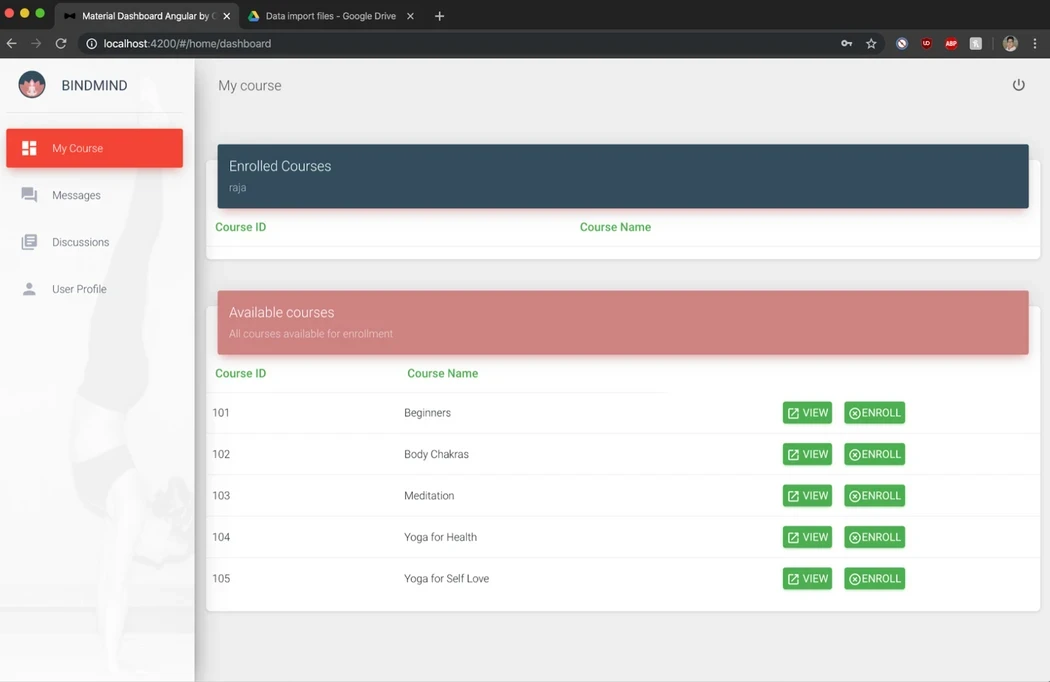 Material Dashboard Angular by C
Data import files - Google Drive
localhost:4200/#/home/dashboard
UD
ABP
BINDMIND
My course
My Course
Messages
Discussions
User Profile
Enrolled Courses
raja
Course ID Course Name
Available courses
All courses available for enrollment
Course ID Course Name
101 Beginners VIEW ENROLL
102 Body Chakras VIEW ENROLL
103 Meditation VIEW ENROLL
104 Yoga for Health VIEW ENROLL
105 Yoga for Self Love VIEW ENROLL